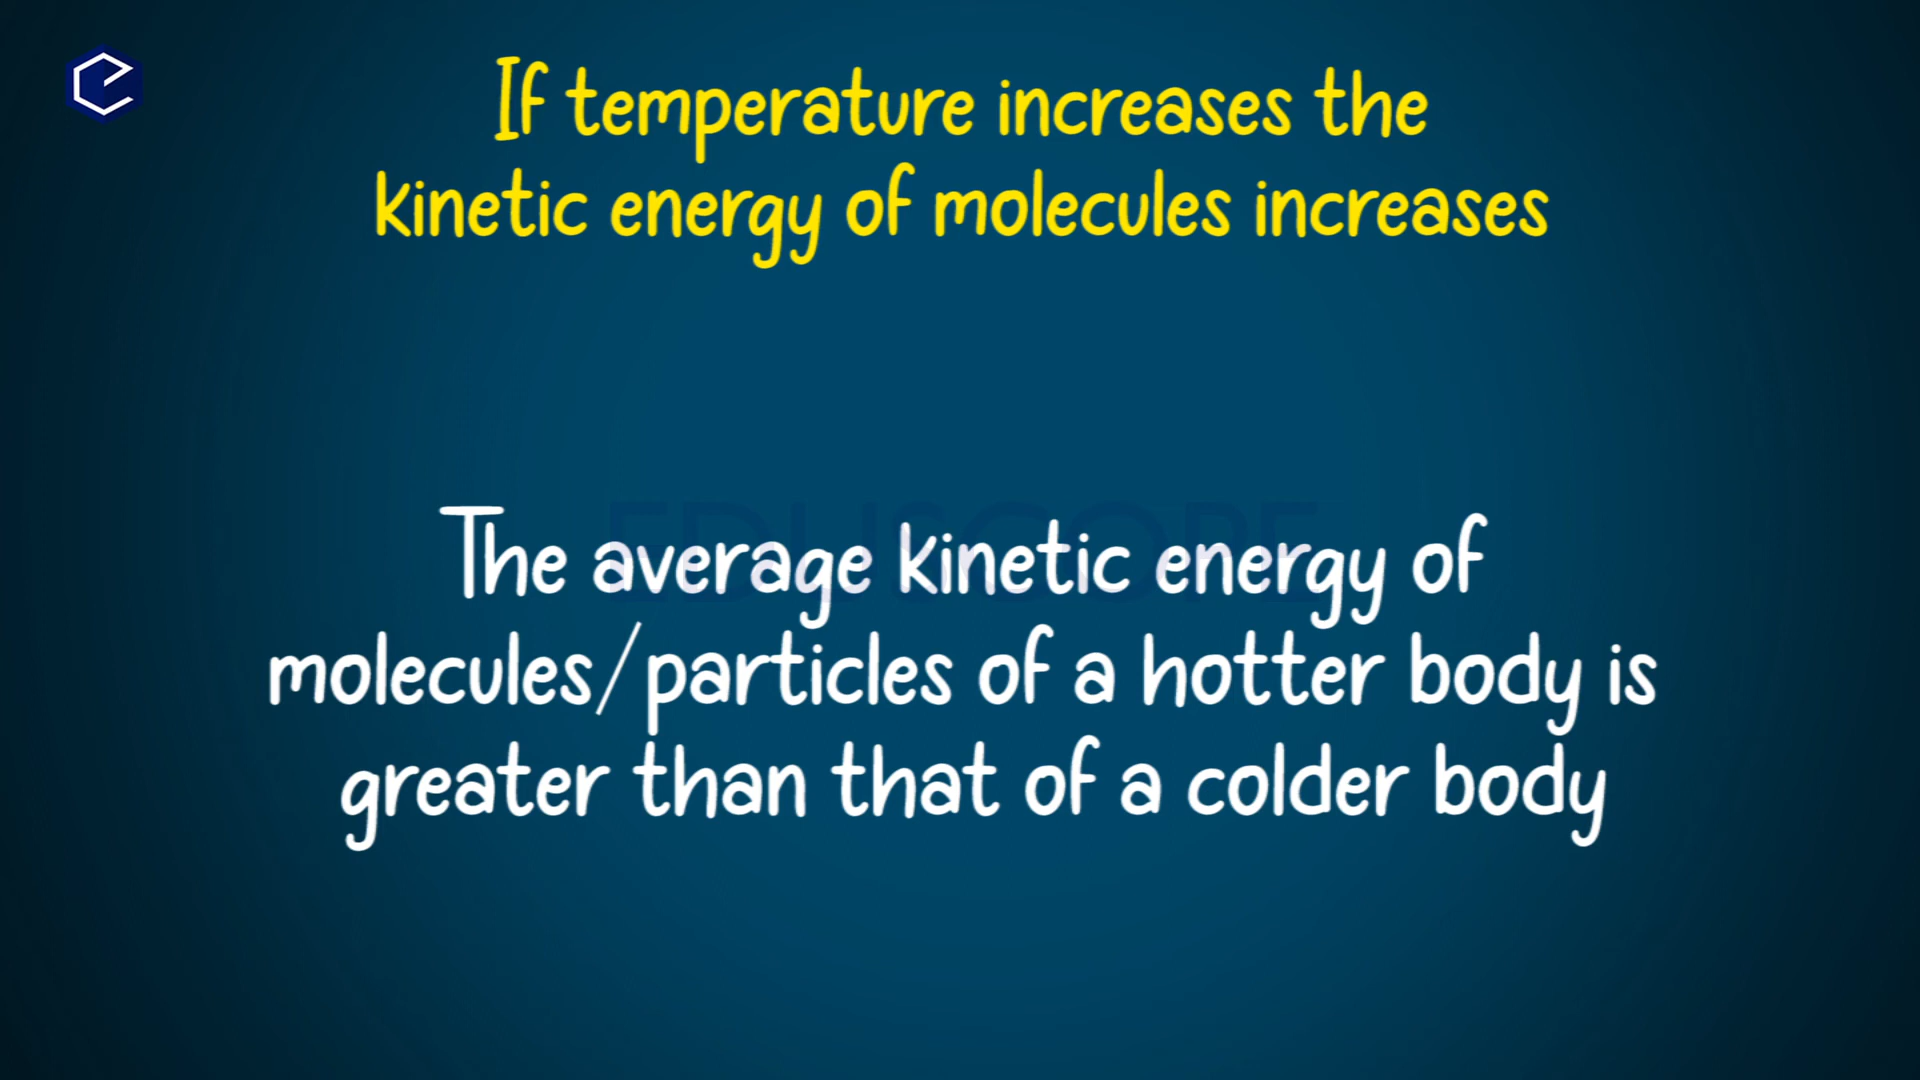 If temperature increases the
kinetic energy of molecules increases
EDUSCOPE
The average kinetic energy of
molecules/particles of a hotter body is
greater than that of a colder body